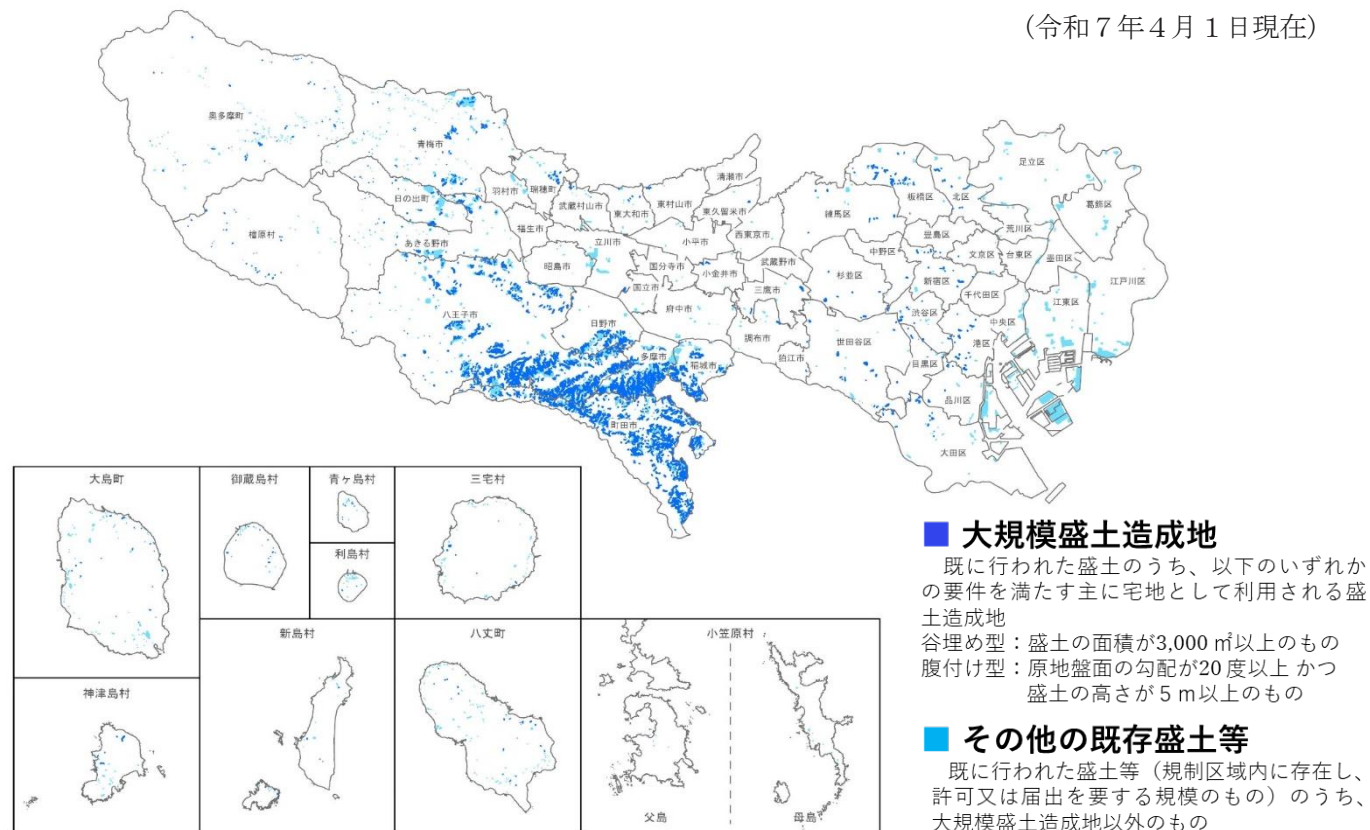 (令和７年４月１日現在)
奥多摩町
青梅市
檜原村
日の出町
あきる野市
羽村市
瑞穂町
福生市
武蔵村山市
東大和市
東村山市
清瀬市
東久留米市
西東京市
小平市
立川市
昭島市
国分寺市
小金井市
武蔵野市
三鷹市
国立市
府中市
調布市
狛江市
八王子市
日野市
多摩市
稲城市
町田市
練馬区
板橋区
北区
足立区
葛飾区
荒川区
豊島区
文京区
台東区
墨田区
江戸川区
中野区
杉並区
新宿区
千代田区
江東区
渋谷区
中央区
世田谷区
港区
目黒区
品川区
大田区
大島町
御蔵島村
青ヶ島村
利島村
三宅村
神津島村
新島村
八丈町
小笠原村
父島
母島
大規模盛土造成地
既に行われた盛土のうち、以下のいずれか
の要件を満たす主に宅地として利用される盛
土造成地
谷埋め型：盛土の面積が3,000 ㎡以上のもの
腹付け型：原地盤面の勾配が20 度以上 かつ
盛土の高さが５ｍ以上のもの
その他の既存盛土等
既に行われた盛土等（規制区域内に存在し、
許可又は届出を要する規模のもの）のうち、
大規模盛土造成地以外のもの